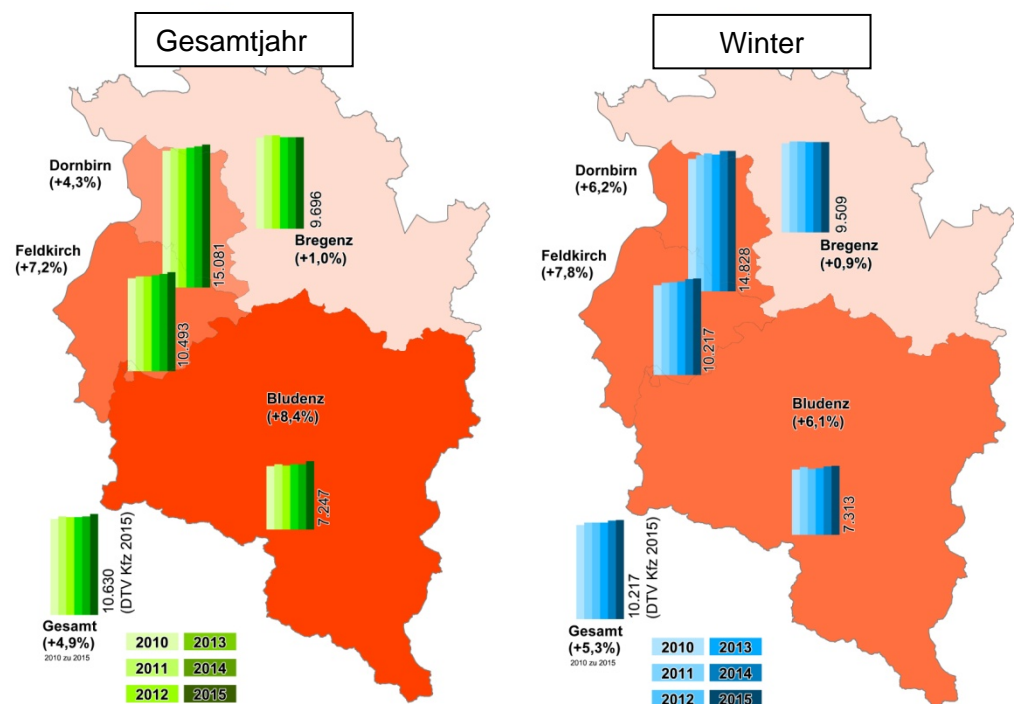 Gesamtjahr
Dornbirn
(+4,3%)
9.696
Bregenz
(+1,0%)
Feldkirch
(+7,2%)
15.081
10.493
Bludenz
(+8,4%)
7.247
10.630
(DTV Kfz 2015)
Gesamt
(+4,9%)
2010 zu 2015
2010 2013
2011 2014
2012 2015
Winter
Dornbirn
(+6,2%)
9.509
Bregenz
(+0,9%)
Feldkirch
(+7,8%)
14.828
10.217
Bludenz
(+6,1%)
7.313
10.217
(DTV Kfz 2015)
Gesamt
(+5,3%)
2010 zu 2015
2010 2013
2011 2014
2012 2015